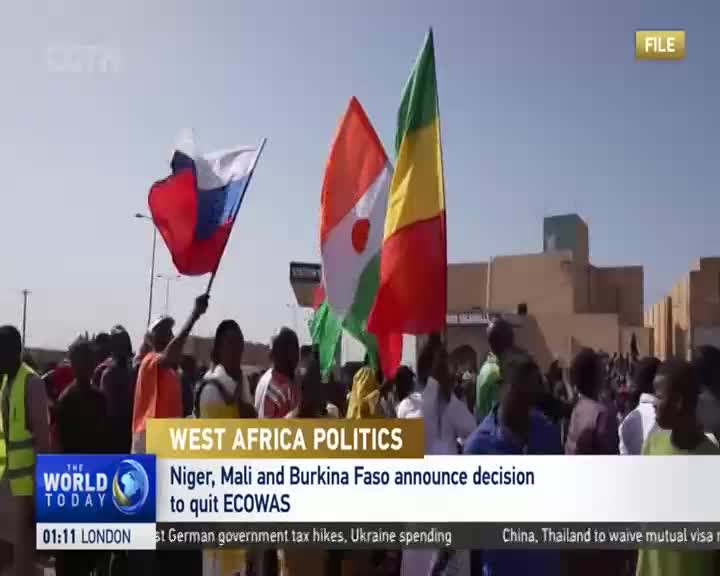 CGTN
FILE
WEST AFRICA POLITICS
THE
WORLD
TODAY
Niger, Mali and Burkina Faso announce decision
to quit ECOWAS
01:11 LONDON
st German government tax hikes, Ukraine spending
China, Thailand to waive mutual visa